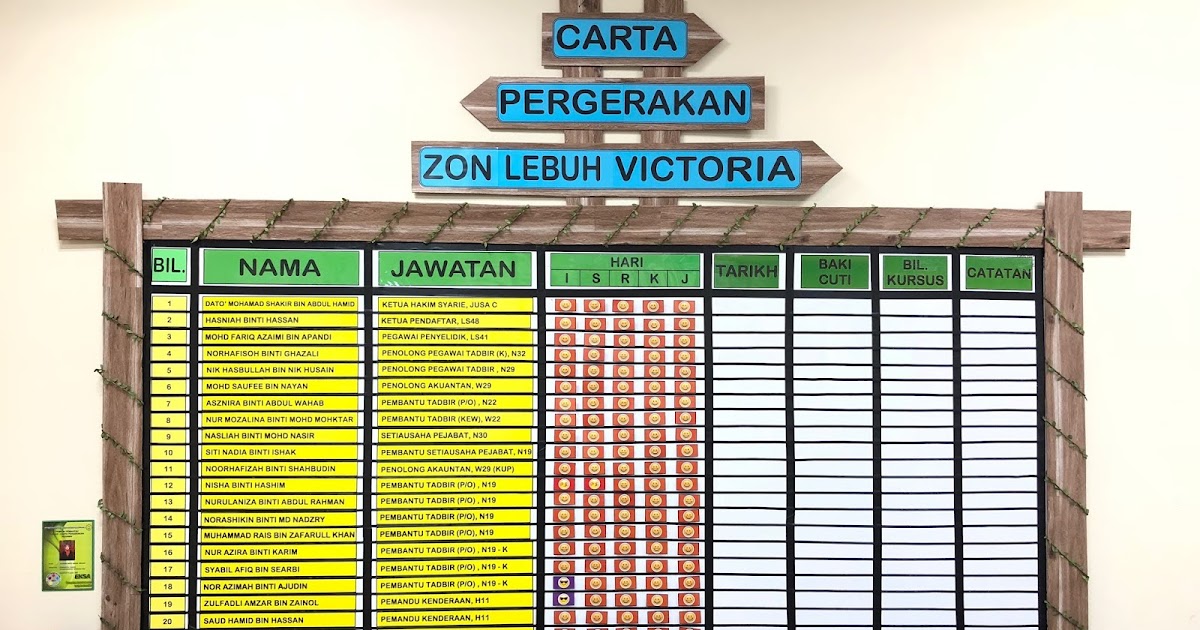 CARTA
PERGERAKAN
ZON LEBUH VICTORIA
BIL. NAMA JAWATAN HARI I S R K J TARIKH BAKI CUTI BIL. KURSUS CATATAN
1 DATO' MOHAMAD SHAKIR BIN ABDUL HAMID KETUA HAKIM SYARIE, JUSA C
2 HASNIAH BINTI HASSAN KETUA PENDAFTAR, LS48
3 MOHD FARIQ AZAIMI BIN APANDI PEGAWAI PENYELIDIK, LS41
4 NORHAFISOH BINTI GHAZALI PENOLONG PEGAWAI TADBIR (K), N32
5 NIK HASBULLAH BIN NIK HUSAIN PENOLONG PEGAWAI TADBIR , N29
6 MOHD SAUFEE BIN NAYAN PENOLONG AKUANTAN, W29
7 ASZNIRA BINTI ABDUL WAHAB PEMBANTU TADBIR (P/O) , N22
8 NUR MOZALINA BINTI MOHD MOHKTAR PEMBANTU TADBIR (KEW), W22
9 NASLIAH BINTI MOHD NASIR SETIAUSAHA PEJABAT, N30
10 SITI NADIA BINTI ISHAK PEMBANTU SETIAUSAHA PEJABAT, N19
11 NOORHAFIZAH BINTI SHAHBUDIN PENOLONG AKAUNTAN, W29 (KUP)
12 NISHA BINTI HASHIM PEMBANTU TADBIR (P/O) , N19
13 NURULANIZA BINTI ABDUL RAHMAN PEMBANTU TADBIR (P/O) , N19
14 NORASHIKIN BINTI MD NADZRY PEMBANTU TADBIR (P/O), N19
15 MUHAMMAD RAIS BIN ZAFARULL KHAN PEMBANTU TADBIR (P/O), N19
16 NUR AZIRA BINTI KARIM PEMBANTU TADBIR (P/O) , N19 - K
17 SYABIL AFIQ BIN SEARBI PEMBANTU TADBIR (P/O) , N19 - K
18 NOR AZIMAH BINTI AJUDIN PEMBANTU TADBIR (P/O) , N19 - K
19 ZULFADLI AMZAR BIN ZAINOL PEMANDU KENDERAAN, H11
20 SAUD HAMID BIN HASSAN PEMANDU KENDERAAN, H11
EKSA